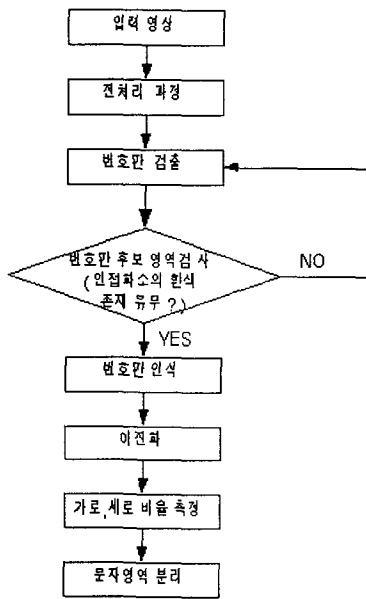 입력 영상
전처리 과정
번호판 검출
번호판 후보 영역검 사
( 인접화소의 흰색
존재 유무 ? )
NO
YES
번호판 인식
이진화
가로,세로 비율 측정
문자영역 분리